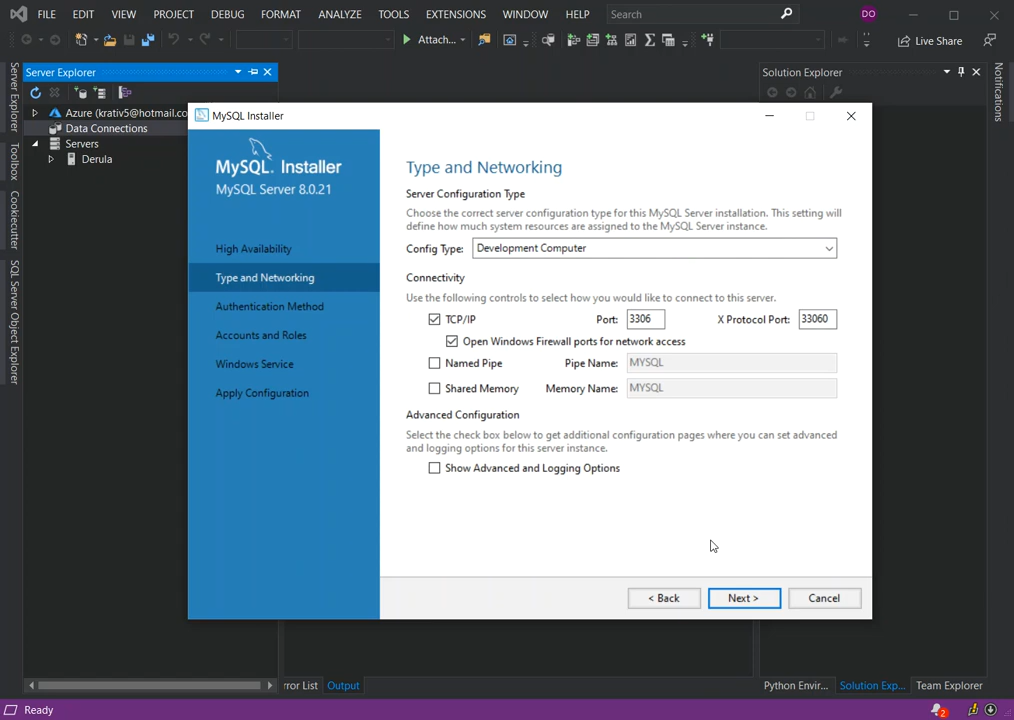 FILE EDIT VIEW PROJECT DEBUG FORMAT ANALYZE TOOLS EXTENSIONS WINDOW HELP Search DO
Attach... Live Share
Server Explorer
Toolbox
Cookiecutter
SQL Server Object Explorer
Server Explorer
Azure (krativ5@hotmail.co
Data Connections
Servers
Derula
Solution Explorer
Notifications
MySQL Installer
MySQL. Installer
MySQL Server 8.0.21
High Availability
Type and Networking
Authentication Method
Accounts and Roles
Windows Service
Apply Configuration
Type and Networking
Server Configuration Type
Choose the correct server configuration type for this MySQL Server installation. This setting will
define how much system resources are assigned to the MySQL Server instance.
Config Type: Development Computer
Connectivity
Use the following controls to select how you would like to connect to this server.
TCP/IP Port: 3306 X Protocol Port: 33060
Open Windows Firewall ports for network access
Named Pipe Pipe Name: MYSQL
Shared Memory Memory Name: MYSQL
Advanced Configuration
Select the check box below to get additional configuration pages where you can set advanced
and logging options for this server instance.
Show Advanced and Logging Options
< Back Next > Cancel
rror List Output
Python Envir... Solution Exp... Team Explorer
Ready 2